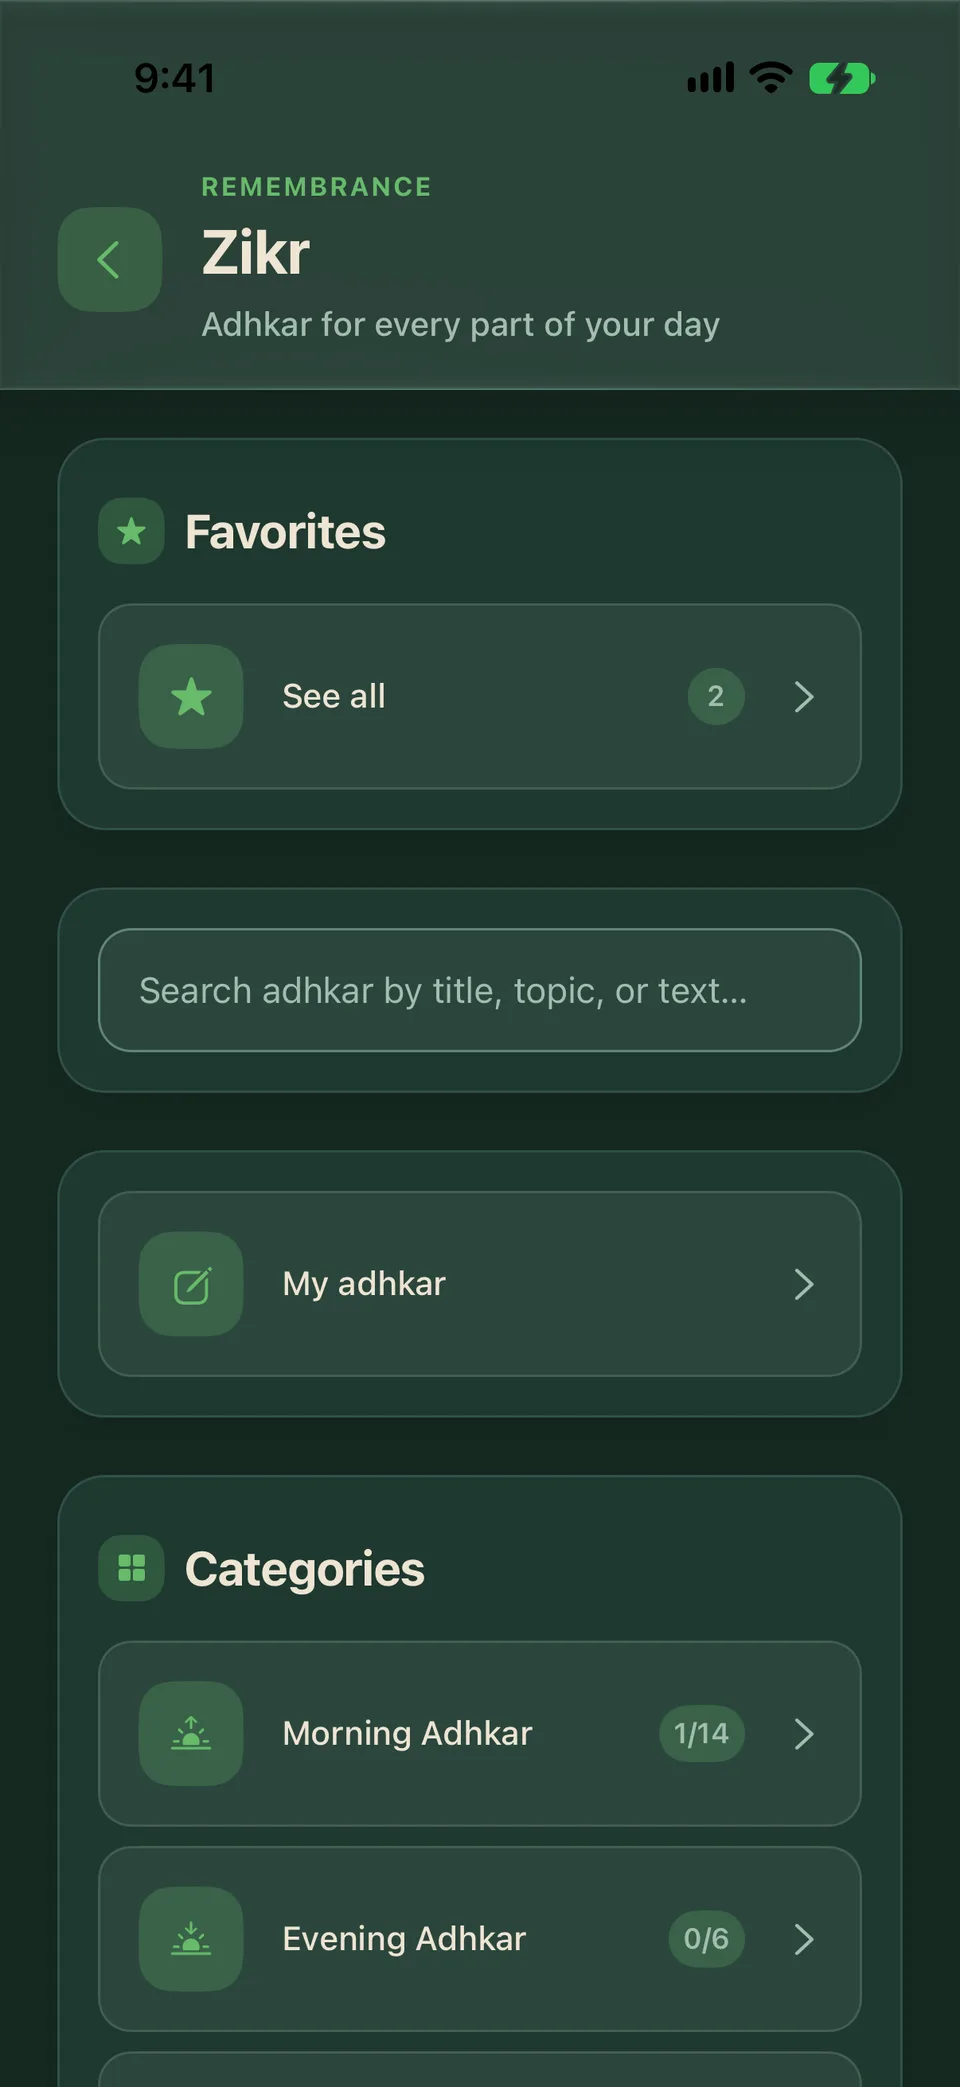 9:41
REMEMBRANCE
Zikr
Adhkar for every part of your day
Favorites
See all
2
Search adhkar by title, topic, or text...
My adhkar
Categories
Morning Adhkar
1/14
Evening Adhkar
0/6